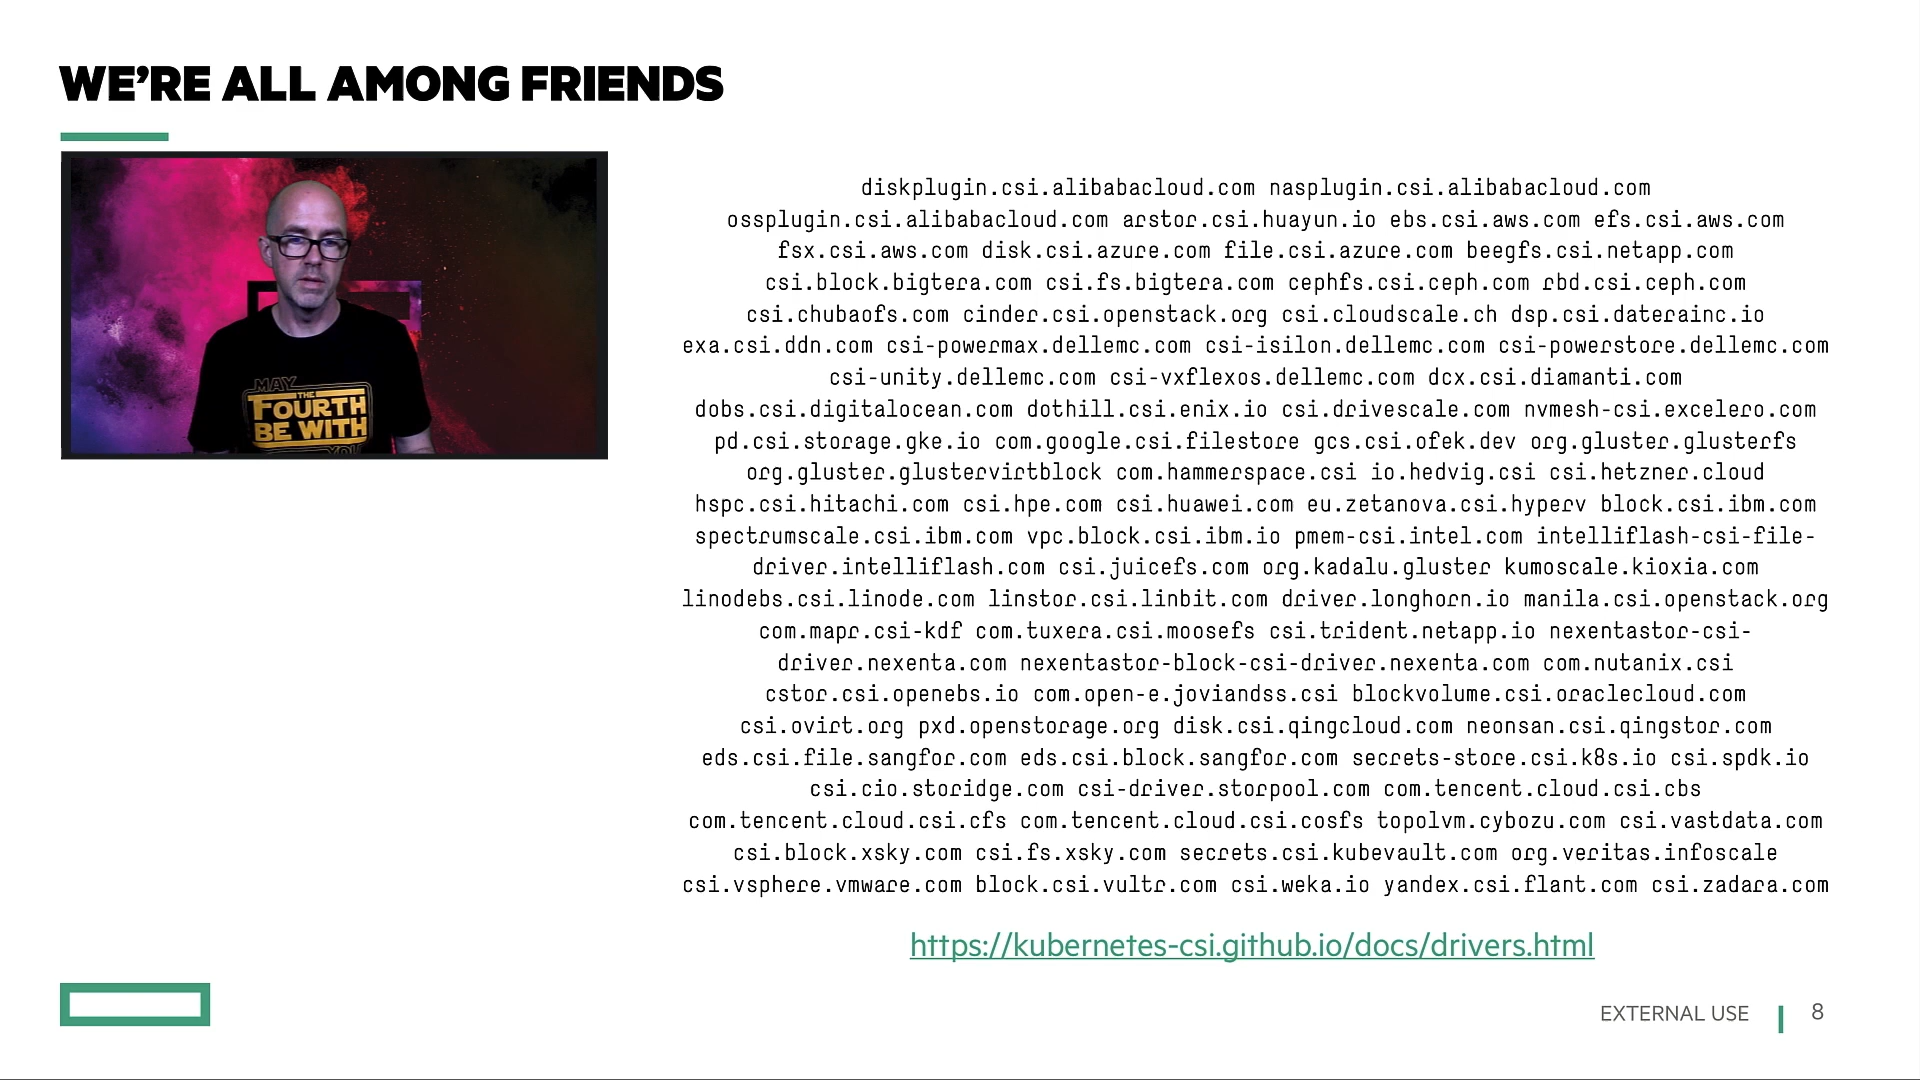 WE’RE ALL AMONG FRIENDS
MAY
THE
FOURTH
BE WITH
YOU
diskplugin.csi.alibabacloud.com nasplugin.csi.alibabacloud.com
ossplugin.csi.alibabacloud.com arstor.csi.huayun.io ebs.csi.aws.com efs.csi.aws.com
fsx.csi.aws.com disk.csi.azure.com file.csi.azure.com beegfs.csi.netapp.com
csi.block.bigtera.com csi.fs.bigtera.com cephfs.csi.ceph.com rbd.csi.ceph.com
csi.chubaofs.com cinder.csi.openstack.org csi.cloudscale.ch dsp.csi.daterainc.io
exa.csi.ddn.com csi-powermax.dellemc.com csi-isilon.dellemc.com csi-powerstore.dellemc.com
csi-unity.dellemc.com csi-vxflexos.dellemc.com dcx.csi.diamanti.com
dobs.csi.digitalocean.com dothill.csi.enix.io csi.drivescale.com nvmesh-csi.excelero.com
pd.csi.storage.gke.io com.google.csi.filestore gcs.csi.ofek.dev org.gluster.glusterfs
org.gluster.glustervirtblock com.hammerspace.csi io.hedvig.csi csi.hetzner.cloud
hspc.csi.hitachi.com csi.hpe.com csi.huawei.com eu.zetanova.csi.hyperv block.csi.ibm.com
spectrumscale.csi.ibm.com vpc.block.csi.ibm.io pmem-csi.intel.com intelliflash-csi-file-
driver.intelliflash.com csi.juicefs.com org.kadalu.gluster kumoscale.kioxia.com
linodebs.csi.linode.com linstor.csi.linbit.com driver.longhorn.io manila.csi.openstack.org
com.mapr.csi-kdf com.tuxera.csi.moosefs csi.trident.netapp.io nexentastor-csi-
driver.nexenta.com nexentastor-block-csi-driver.nexenta.com com.nutanix.csi
cstor.csi.openebs.io com.open-e.joviandss.csi blockvolume.csi.oraclecloud.com
csi.ovirt.org pxd.openstorage.org disk.csi.qingcloud.com neonsan.csi.qingstor.com
eds.csi.file.sangfor.com eds.csi.block.sangfor.com secrets-store.csi.k8s.io csi.spdk.io
csi.cio.storidge.com csi-driver.storpool.com com.tencent.cloud.csi.cbs
com.tencent.cloud.csi.cfs com.tencent.cloud.csi.cosfs topolvm.cybozu.com csi.vastdata.com
csi.block.xsky.com csi.fs.xsky.com secrets.csi.kubevault.com org.veritas.infoscale
csi.vsphere.vmware.com block.csi.vultr.com csi.weka.io yandex.csi.flant.com csi.zadara.com
https://kubernetes-csi.github.io/docs/drivers.html
EXTERNAL USE 8